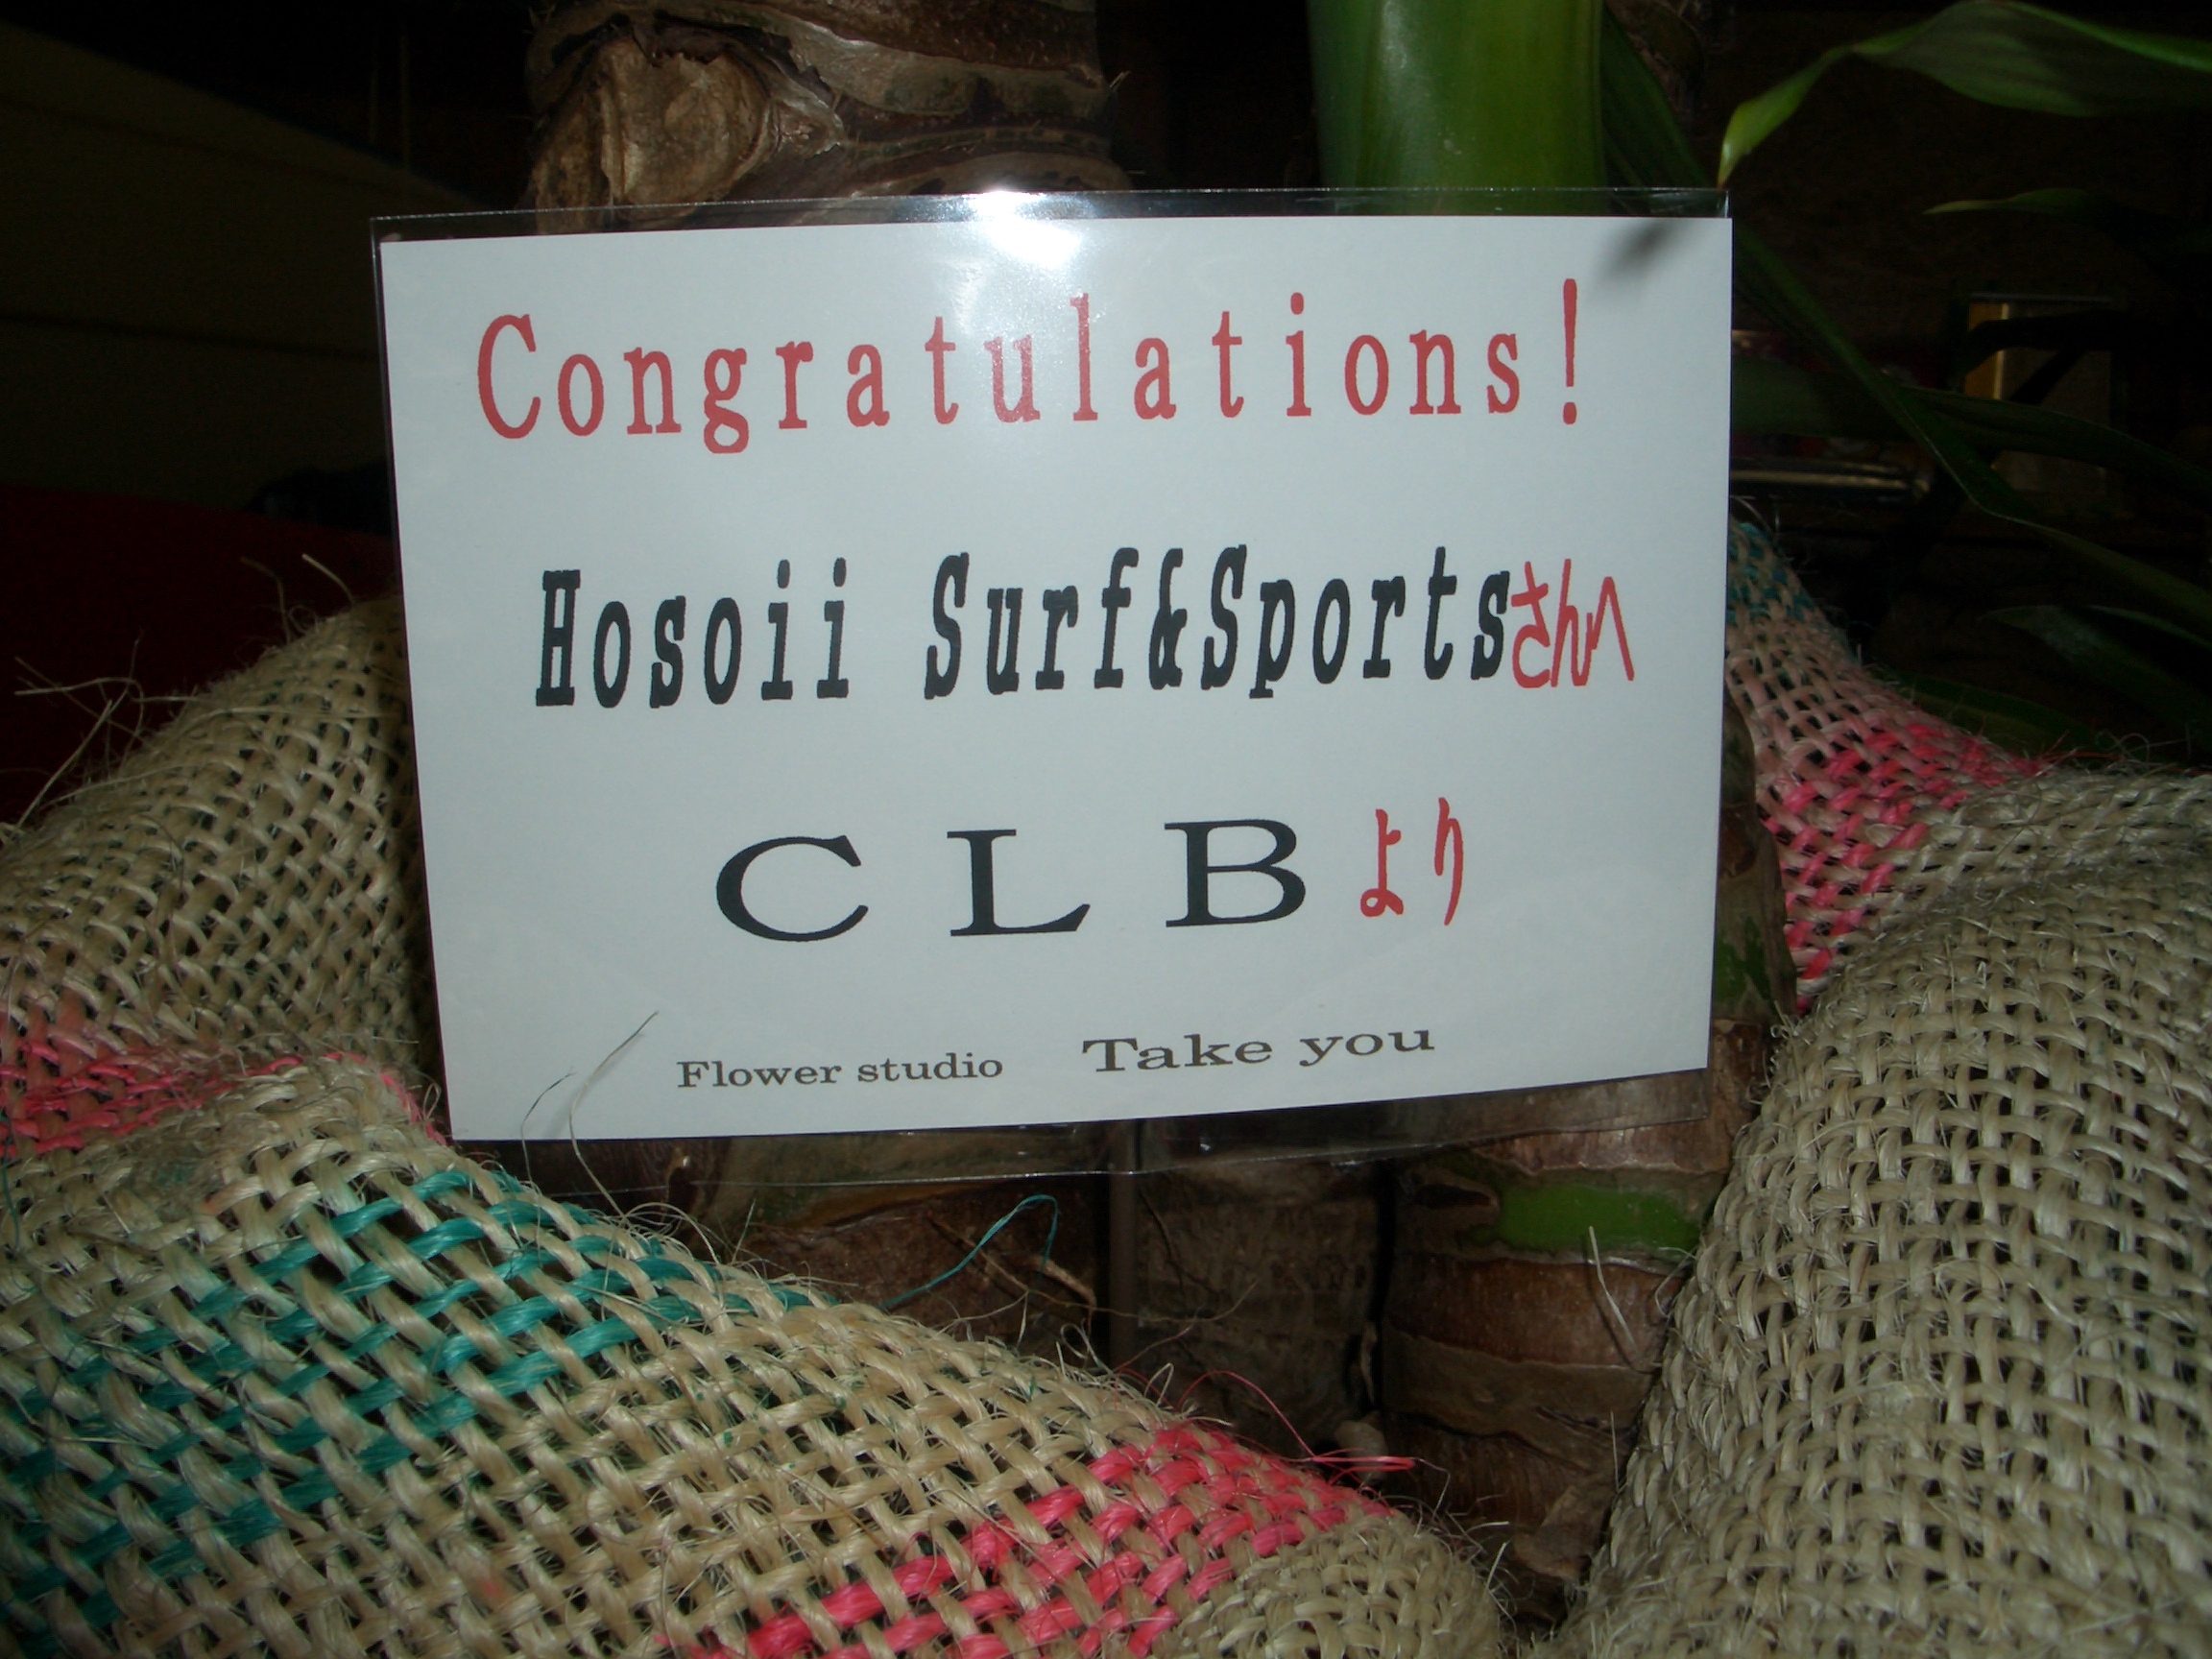 Congratulations!
Hosoii Surf&Sportsさんへ
CLBより
Flower studio Take you